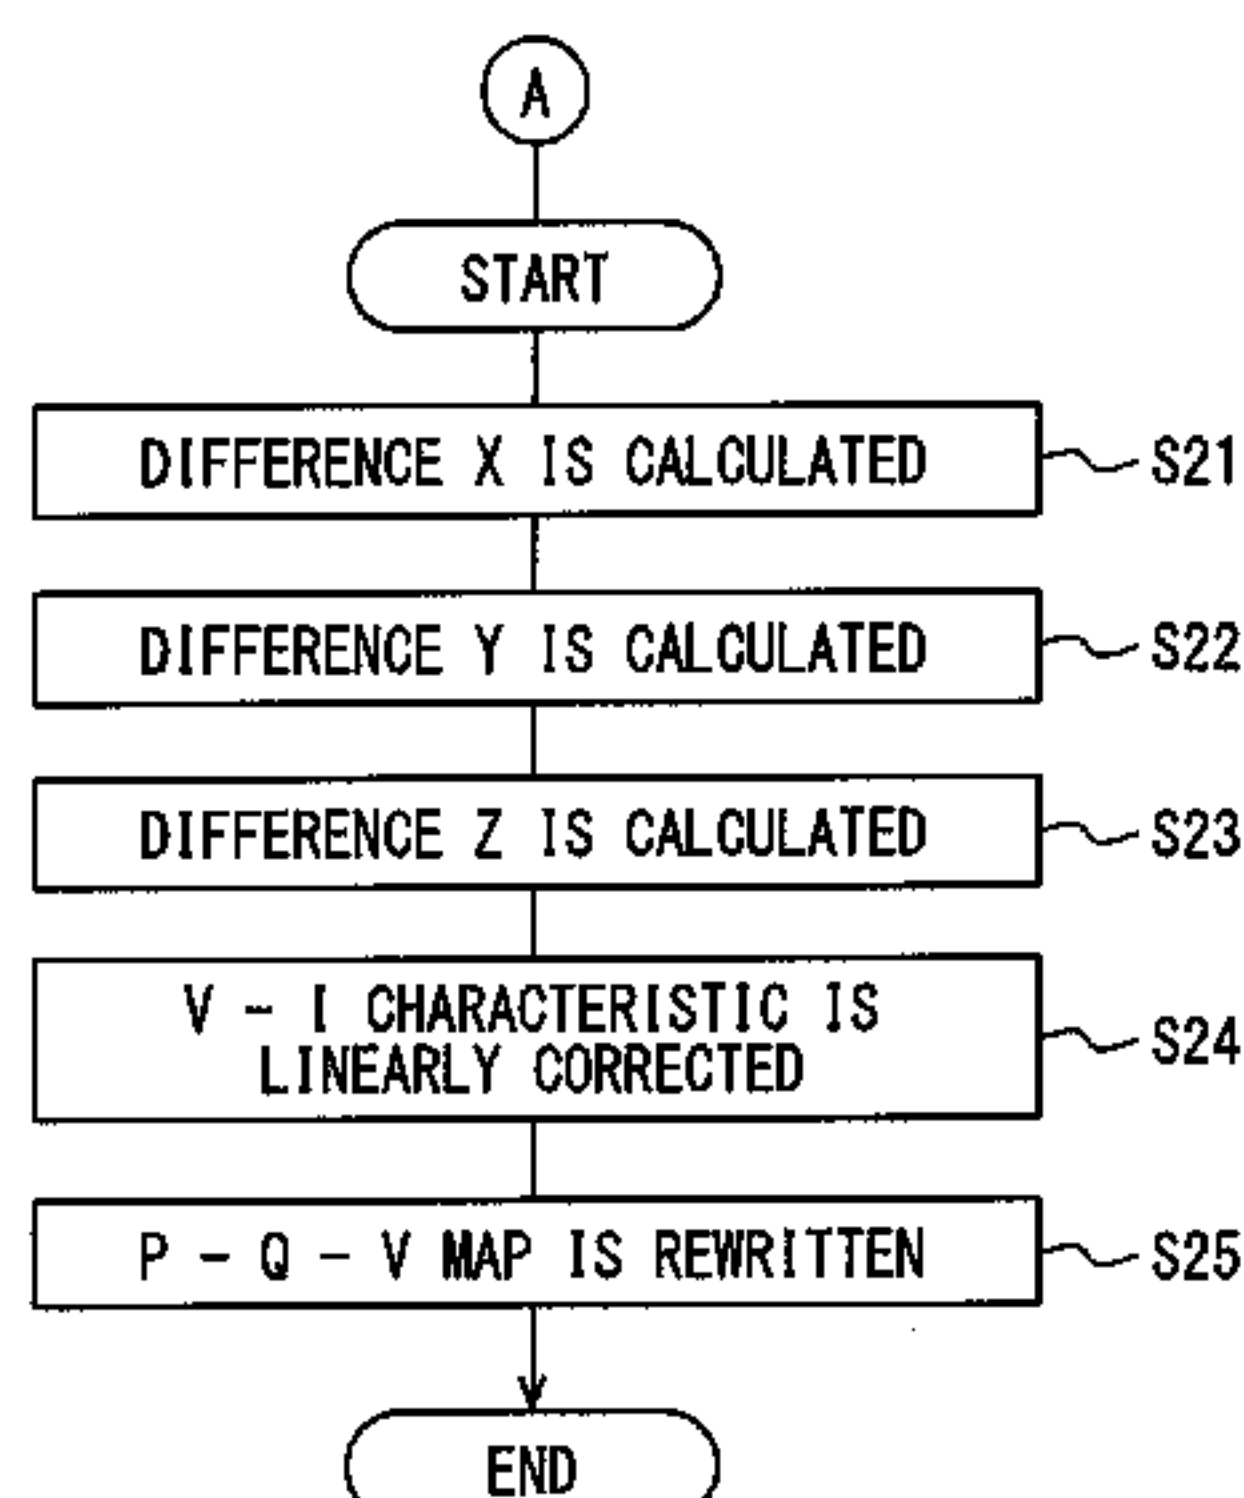 A
START
DIFFERENCE X IS CALCULATED
S21
DIFFERENCE Y IS CALCULATED
S22
DIFFERENCE Z IS CALCULATED
S23
V - I CHARACTERISTIC IS
LINEARLY CORRECTED
S24
P - Q - V MAP IS REWRITTEN
S25
END